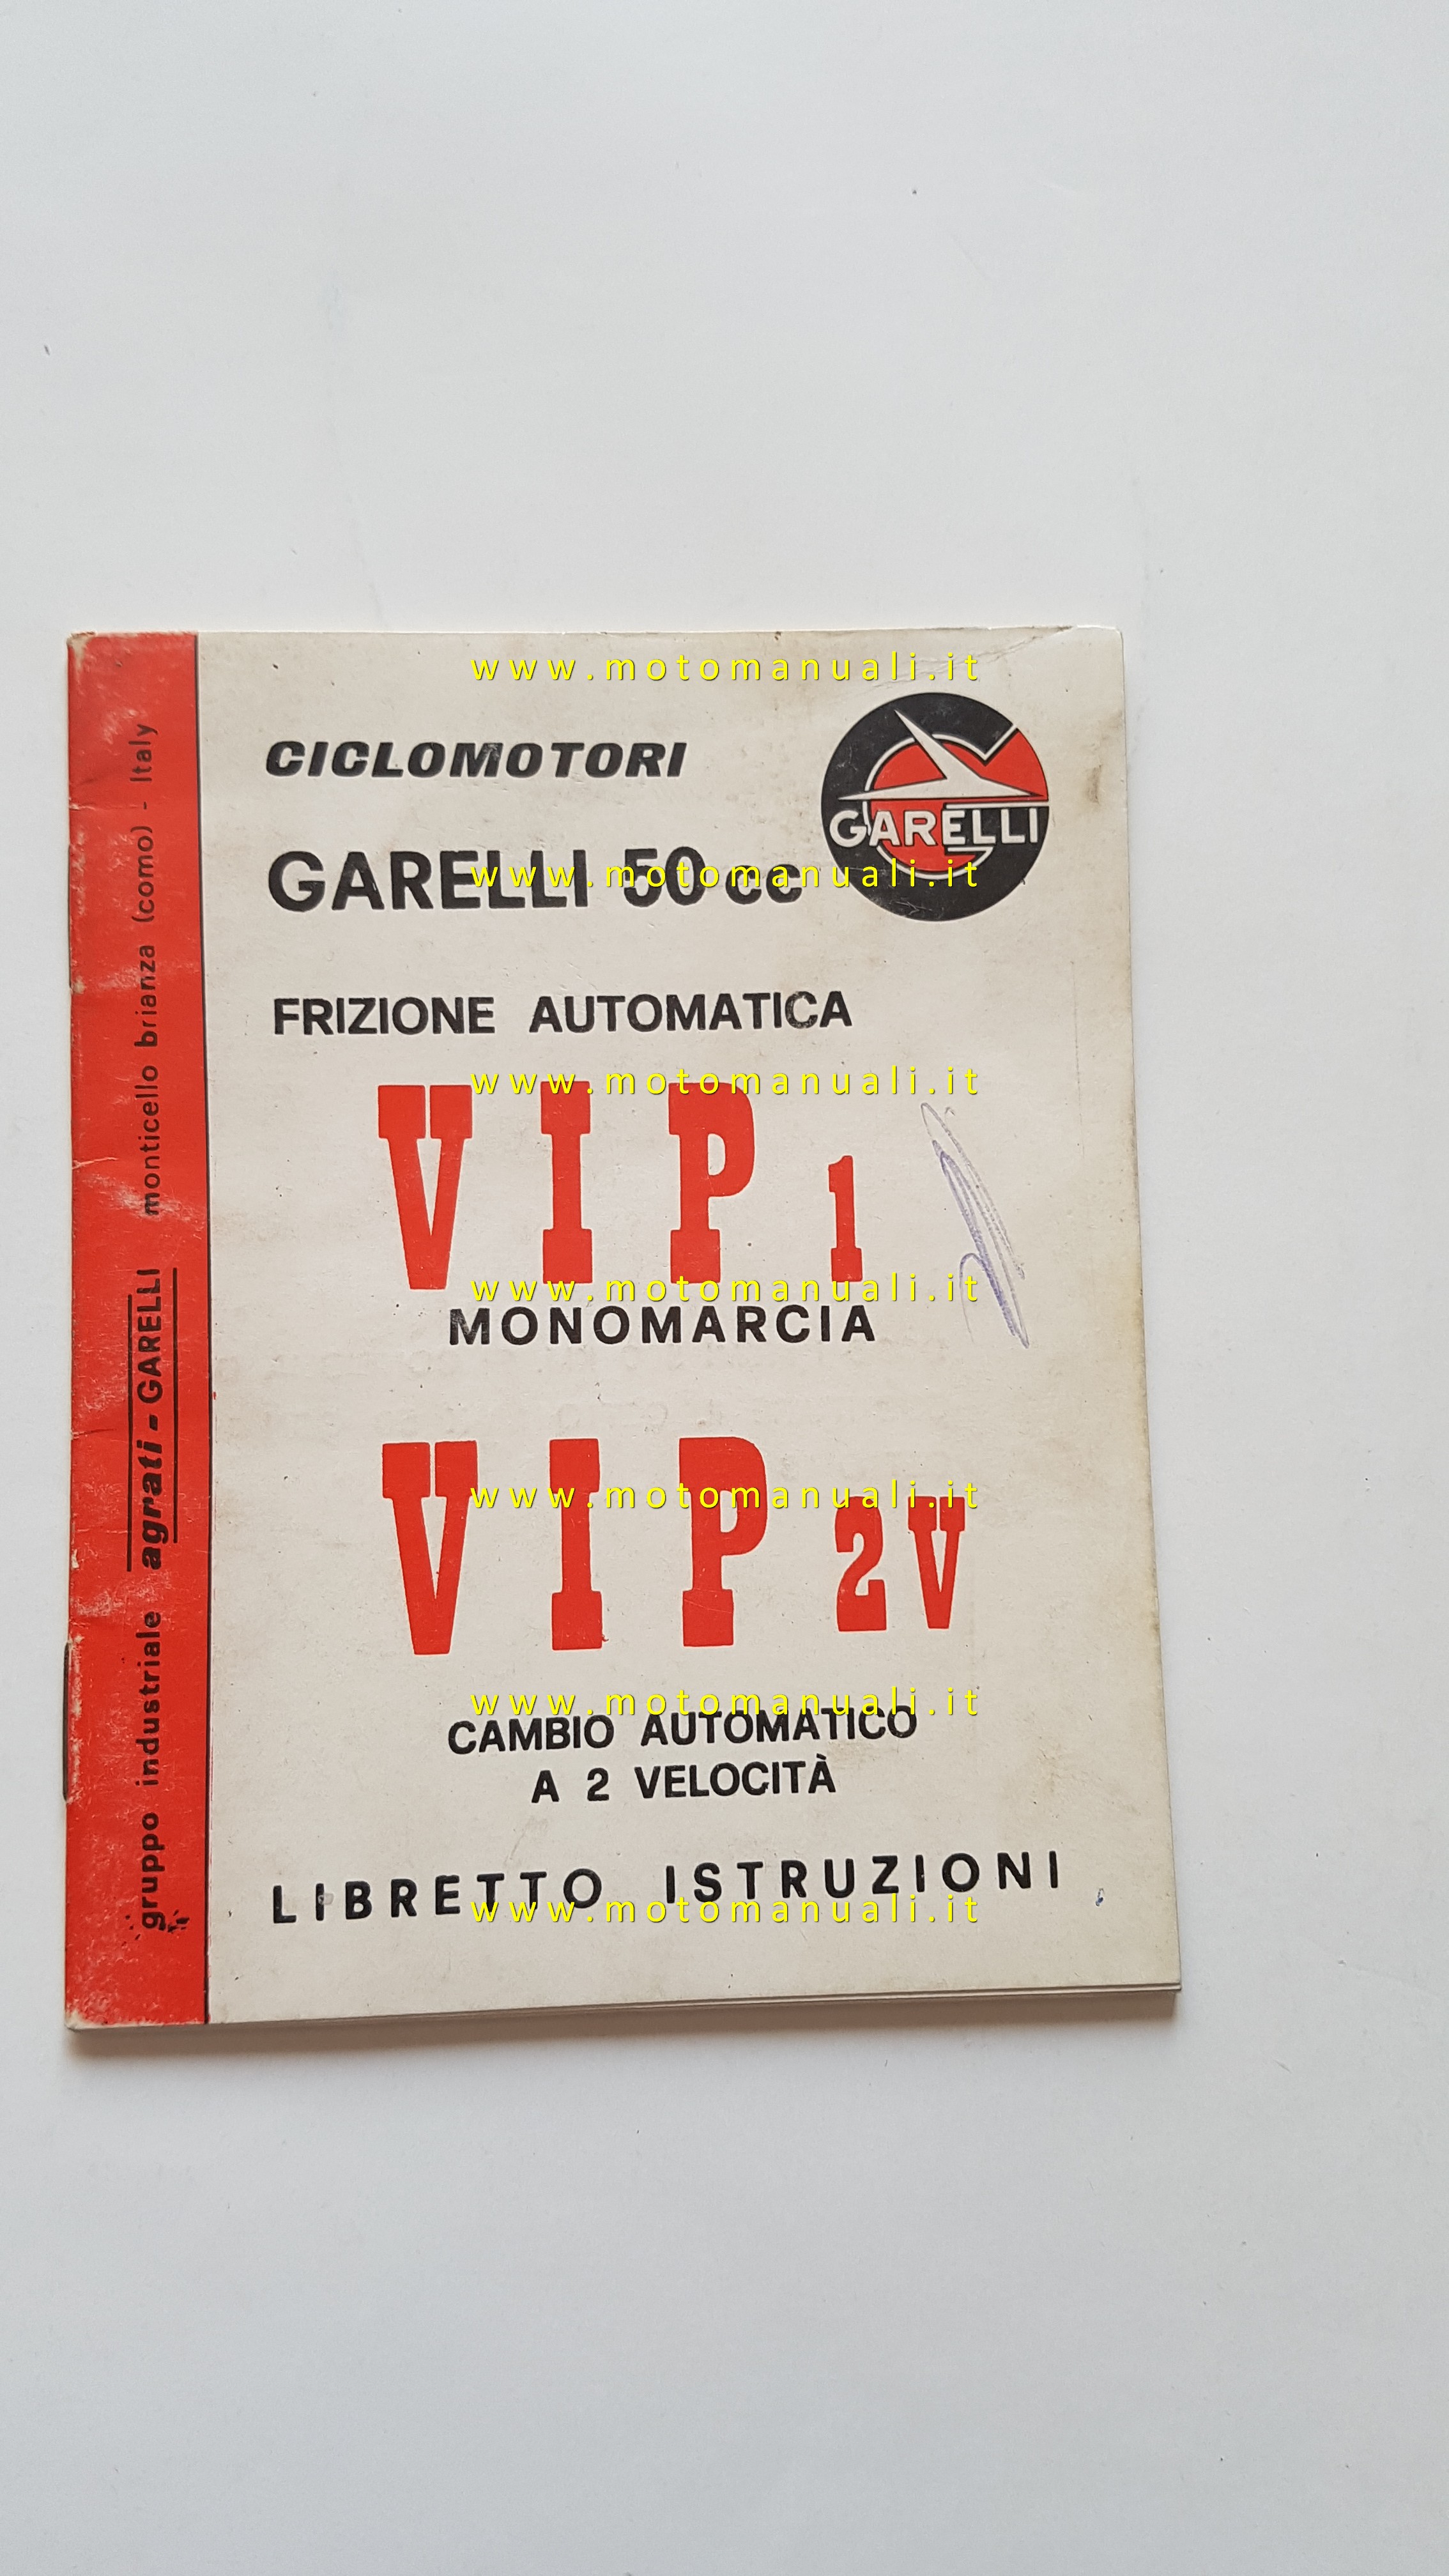 www.motomanuali.it
CICLOMOTORI
GARELLI
GARELLI 50 cc
www.motomanuali.it
FRIZIONE AUTOMATICA
www.motomanuali.it
VIP 1
www.motomanuali.it
MONOMARCIA
VIP 2V
www.motomanuali.it
www.motomanuali.it
CAMBIO AUTOMATICO
A 2 VELOCITÀ
LIBRETTO ISTRUZIONI
www.motomanuali.it
gruppo industriale agrati - GARELLI monticello brianza (como) - Italy